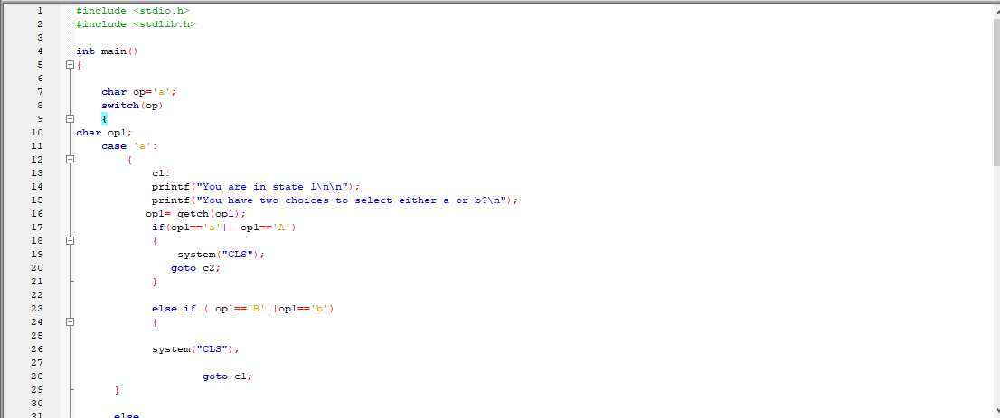 1 #include <stdio.h>
2 #include <stdlib.h>
3
4 int main()
5 {
6
7 char op='a';
8 switch(op)
9 {
10 char op1;
11 case 'a':
12 {
13 c1:
14 printf("You are in state 1\n\n");
15 printf("You have two choices to select either a or b?\n");
16 op1= getch(op1);
17 if(op1=='a'|| op1=='A')
18 {
19 system("CLS");
20 goto c2;
21 }
22
23 else if ( op1=='B'||op1=='b')
24 {
25
26 system("CLS");
27
28 goto c1;
29 }
30
31 else